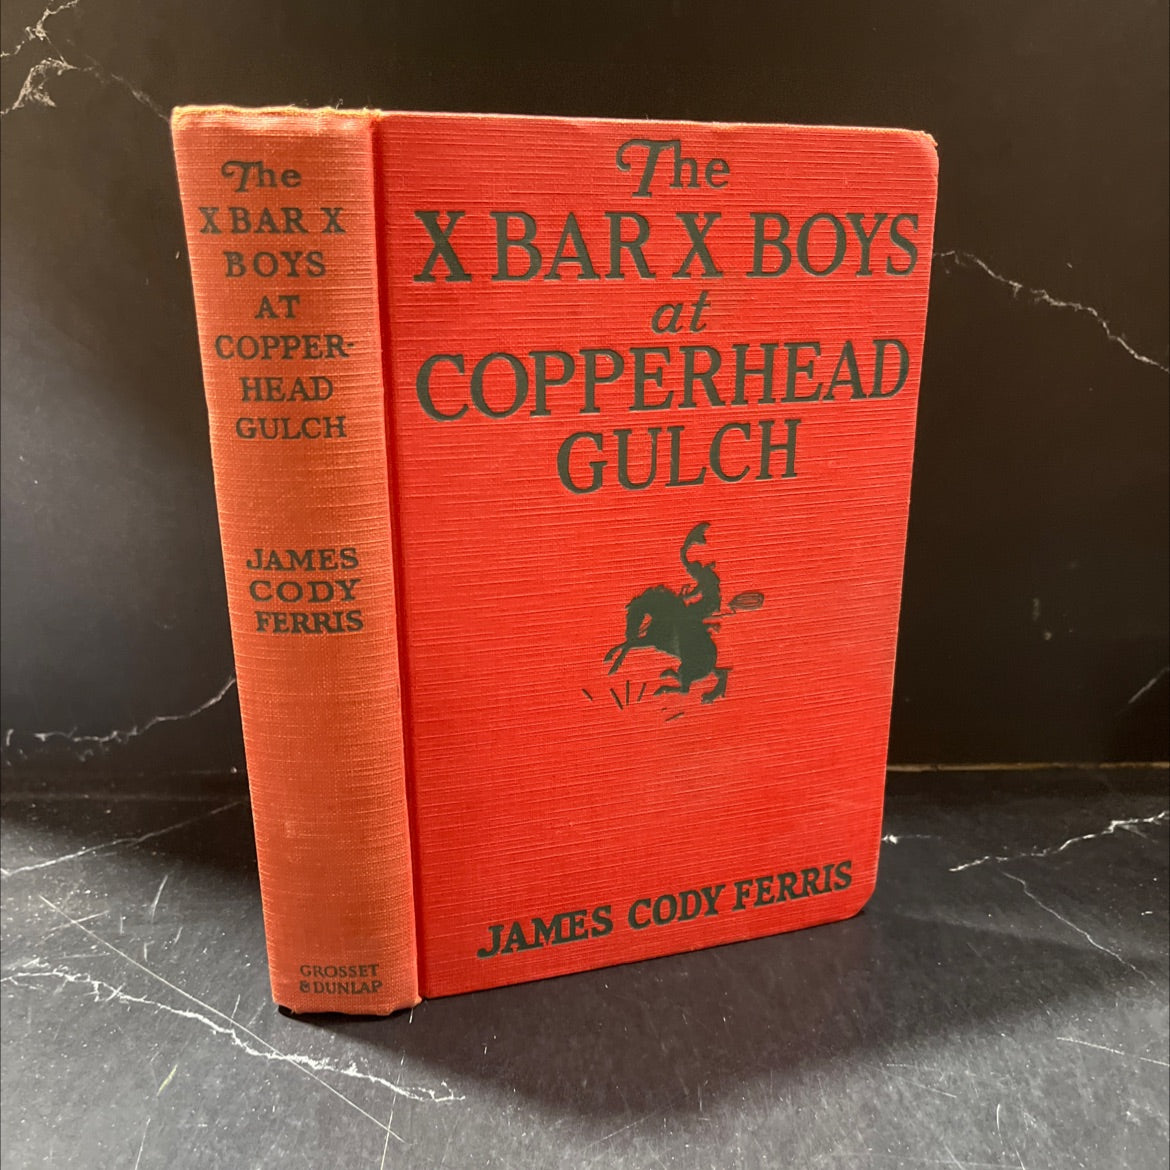 The
X BAR X
BOYS
AT
COPPER-
HEAD
GULCH
JAMES
CODY
FERRIS
GROSSET
& DUNLAP
The
X BAR X BOYS
at
COPPERHEAD
GULCH
JAMES CODY FERRIS